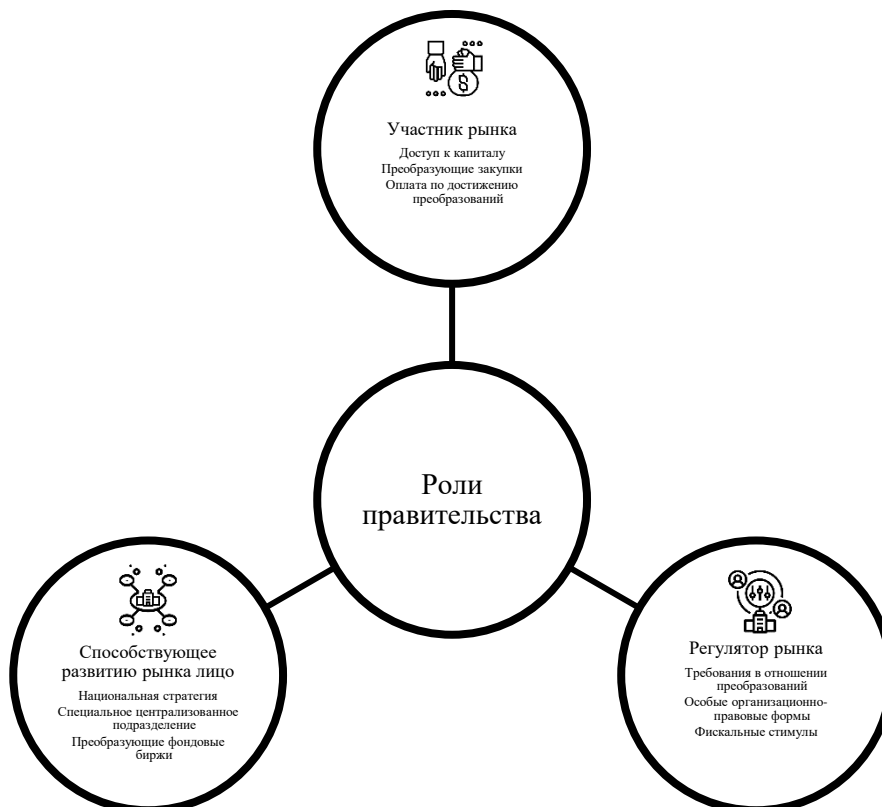 Участник рынка
Доступ к капиталу
Преобразующие закупки
Оплата по достижению
преобразований
Роли
правительства
Способствующее
развитию рынка лицо
Национальная стратегия
Специальное централизованное
подразделение
Преобразующие фондовые
биржи
Регулятор рынка
Требования в отношении
преобразований
Особые организационно-
правовые формы
Фискальные стимулы